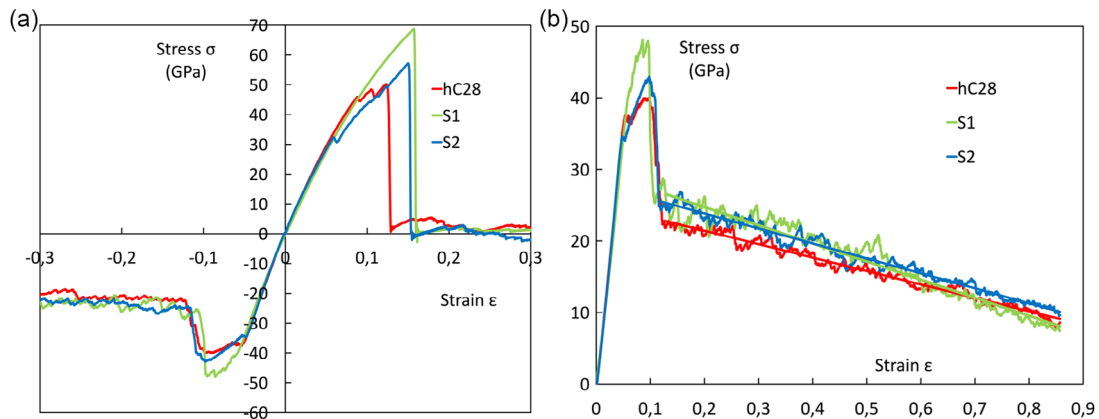 (a)
70
60
50
40
30
20
10
0
-10
-20
-30
-40
-50
-60
-0,3
-0,2
-0,1
0
0,1
0,2
0,3
Stress σ
(GPa)
hC28
S1
S2
Strain ε
(b)
50
40
30
20
10
0
0
0,1
0,2
0,3
0,4
0,5
0,6
0,7
0,8
0,9
Stress σ
(GPa)
hC28
S1
S2
Strain ε